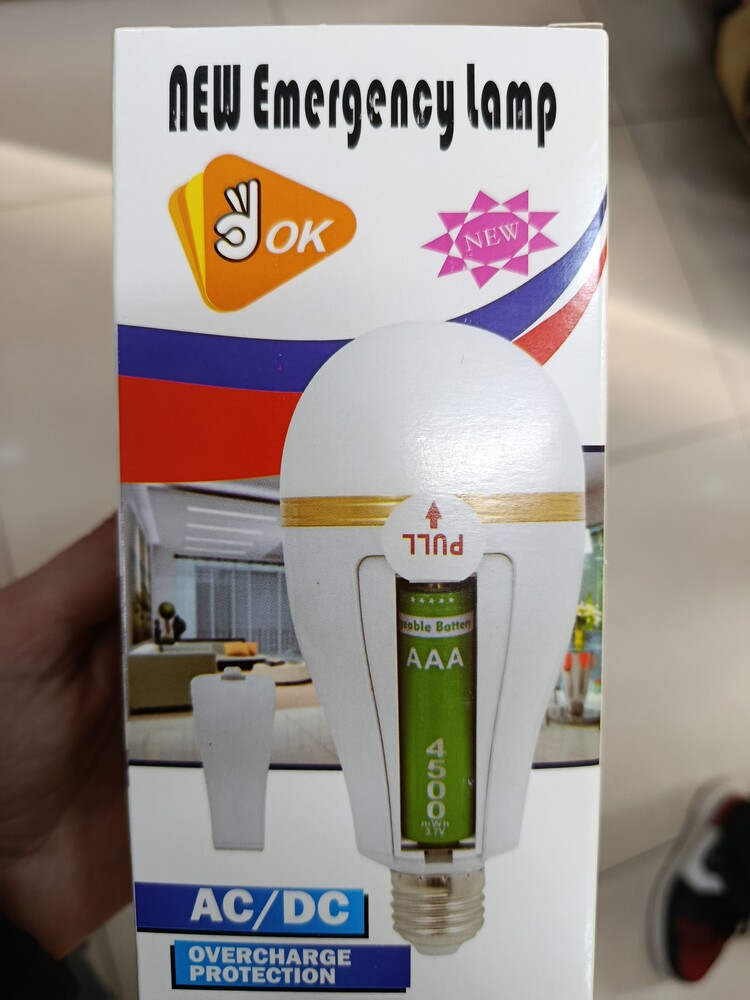 NEW Emergency Lamp
OK
NEW
PULL
geable Battery
AAA
4500
mWh
3.7V
AC/DC
OVERCHARGE
PROTECTION